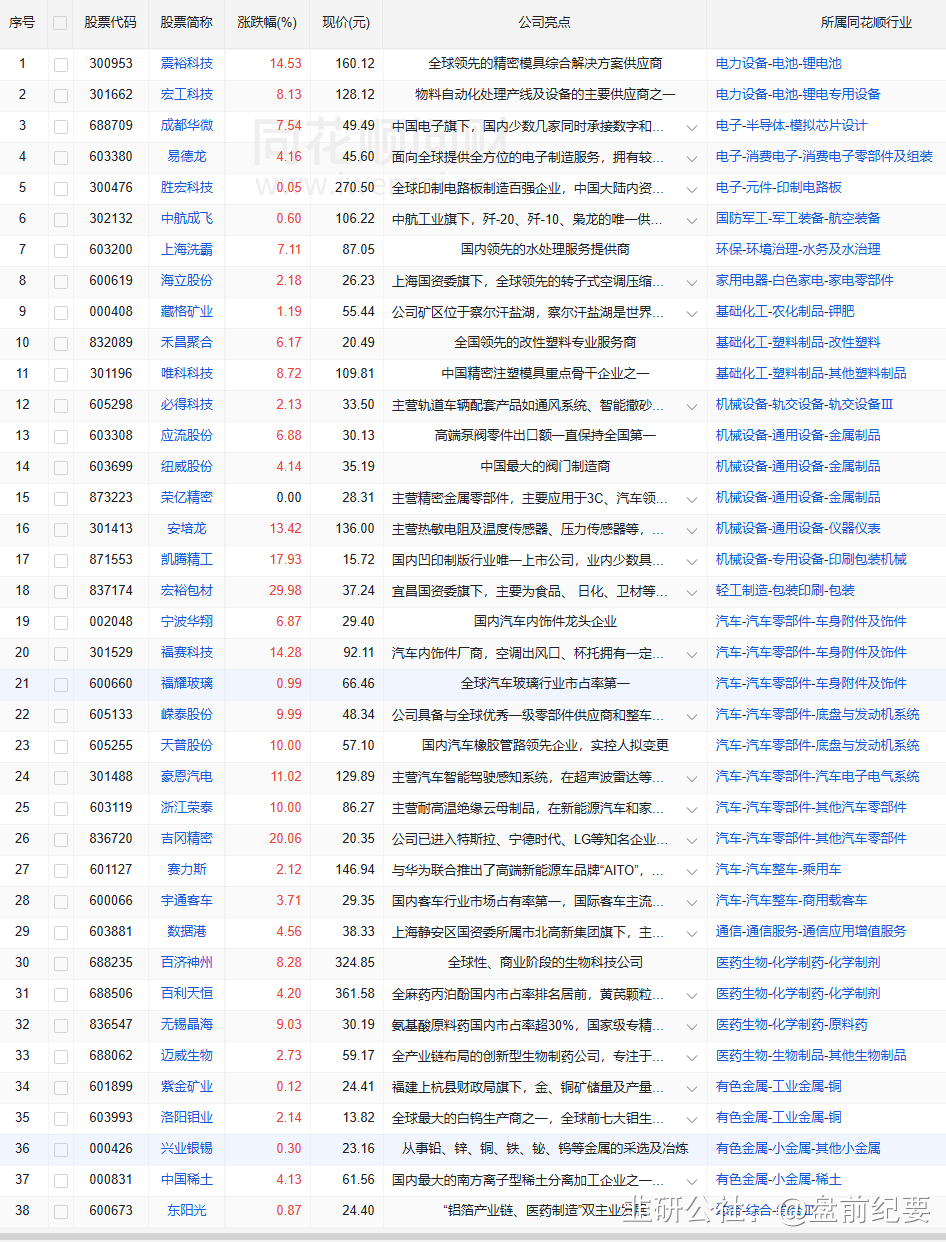 序号 股票代码 股票简称 涨跌幅(%) 现价(元) 公司亮点 所属同花顺行业
1 300953 震裕科技 14.53 160.12 全球领先的精密模具综合解决方案供应商 电力设备-电池-锂电池
2 301662 宏工科技 8.13 128.12 物料自动化处理产线及设备的主要供应商之一 电力设备-电池-锂电专用设备
3 688709 成都华微 7.54 49.49 中国电子旗下，国内少数几家同时承接数字和... 电子-半导体-模拟芯片设计
4 603380 易德龙 4.16 45.60 面向全球提供全方位的电子制造服务，拥有较... 电子-消费电子-消费电子零部件及组装
5 300476 胜宏科技 0.05 270.50 全球印制电路板制造百强企业，中国大陆内资... 电子-元件-印制电路板
6 302132 中航成飞 0.60 106.22 中航工业旗下，歼-20、歼-10、枭龙的唯一供... 国防军工-军工装备-航空装备
7 603200 上海洗霸 7.11 87.05 国内领先的水处理服务提供商 环保-环境治理-水务及水治理
8 600619 海立股份 2.18 26.23 上海国资委旗下，全球领先的转子式空调压缩... 家用电器-白色家电-家电零部件
9 000408 藏格矿业 1.19 55.44 公司矿区位于察尔汗盐湖，察尔汗盐湖是世界... 基础化工-农化制品-钾肥
10 832089 禾昌聚合 6.17 20.49 全国领先的改性塑料专业服务商 基础化工-塑料制品-改性塑料
11 301196 唯科科技 8.72 109.81 中国精密注塑模具重点骨干企业之一 基础化工-塑料制品-其他塑料制品
12 605298 必得科技 2.13 33.50 主营轨道车辆配套产品如通风系统、智能撒砂... 机械设备-轨交设备-轨交设备Ⅲ
13 603308 应流股份 6.88 30.13 高端泵阀零件出口额一直保持全国第一 机械设备-通用设备-金属制品
14 603699 纽威股份 4.14 35.19 中国最大的阀门制造商 机械设备-通用设备-金属制品
15 873223 荣亿精密 0.00 28.31 主营精密金属零部件，主要应用于3C、汽车领... 机械设备-通用设备-金属制品
16 301413 安培龙 13.42 136.00 主营热敏电阻及温度传感器、压力传感器等，... 机械设备-通用设备-仪器仪表
17 871553 凯腾精工 17.93 15.72 国内凹印制版行业唯一上市公司，业内少数具... 机械设备-专用设备-印刷包装机械
18 837174 宏裕包材 29.98 37.24 宜昌国资委旗下，主要为食品、 日化、卫材等... 轻工制造-包装印刷-包装
19 002048 宁波华翔 6.87 29.40 国内汽车内饰件龙头企业 汽车-汽车零部件-车身附件及饰件
20 301529 福赛科技 14.28 92.11 汽车内饰件厂商，空调出风口、杯托拥有一定... 汽车-汽车零部件-车身附件及饰件
21 600660 福耀玻璃 0.99 66.46 全球汽车玻璃行业市占率第一 汽车-汽车零部件-车身附件及饰件
22 605133 嵘泰股份 9.99 48.34 公司具备与全球优秀一级零部件供应商和整车... 汽车-汽车零部件-底盘与发动机系统
23 605255 天普股份 10.00 57.10 国内汽车橡胶管路领先企业，实控人拟变更 汽车-汽车零部件-底盘与发动机系统
24 301488 豪恩汽电 11.02 129.89 主营汽车智能驾驶感知系统，在超声波雷达等... 汽车-汽车零部件-汽车电子电气系统
25 603119 浙江荣泰 10.00 86.27 主营耐高温绝缘云母制品，在新能源汽车和家... 汽车-汽车零部件-其他汽车零部件
26 836720 吉冈精密 20.06 20.35 公司已进入特斯拉、宁德时代、LG等知名企业... 汽车-汽车零部件-其他汽车零部件
27 601127 赛力斯 2.12 146.94 与华为联合推出了高端新能源车品牌“AITO”，... 汽车-汽车整车-乘用车
28 600066 宇通客车 3.71 29.35 国内客车行业市场占有率第一，国际客车主流... 汽车-汽车整车-商用载客车
29 603881 数据港 4.56 38.33 上海静安区国资委所属市北高新集团旗下，主... 通信-通信服务-通信应用增值服务
30 688235 百济神州 8.28 324.85 全球性、商业阶段的生物科技公司 医药生物-化学制药-化学制剂
31 688506 百利天恒 4.20 361.58 全麻药丙泊酚国内市占率排名居前，黄芪颗粒... 医药生物-化学制药-化学制剂
32 836547 无锡晶海 9.03 30.19 氨基酸原料药国内市占率超30%，国家级专精... 医药生物-化学制药-原料药
33 688062 迈威生物 2.73 59.17 全产业链布局的创新型生物制药公司，专注于... 医药生物-生物制品-其他生物制品
34 601899 紫金矿业 0.12 24.41 福建上杭县财政局旗下，金、铜矿储量及产量... 有色金属-工业金属-铜
35 603993 洛阳钼业 2.14 13.82 全球最大的白钨生产商之一，全球前七大钼生... 有色金属-工业金属-铜
36 000426 兴业银锡 0.30 23.16 从事铅、锌、铜、铁、铋、钨等金属的采选及冶炼 有色金属-小金属-其他小金属
37 000831 中国稀土 4.13 61.56 国内最大的南方离子型稀土分离加工企业之一... 有色金属-小金属-稀土
38 600673 东阳光 0.87 24.40 “铝箔产业链、医药制造”双主业发展 综合-综合-综合Ⅲ
同花顺问财
www.iwencai.com
韭研公社：@盘前纪要